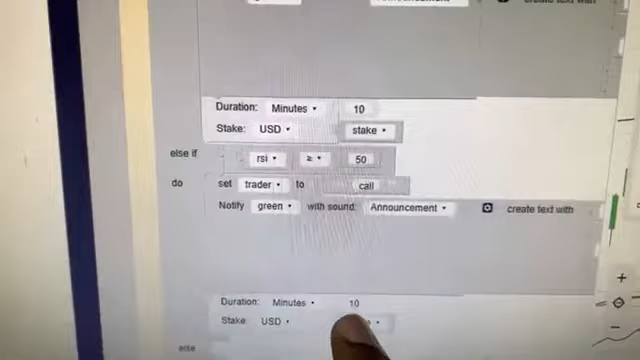 create text with
Duration: Minutes 10
Stake: USD stake
else if rsi ≥ 50
do set trader to call
Notify green with sound: Announcement create text with
Duration: Minutes 10
Stake: USD
else